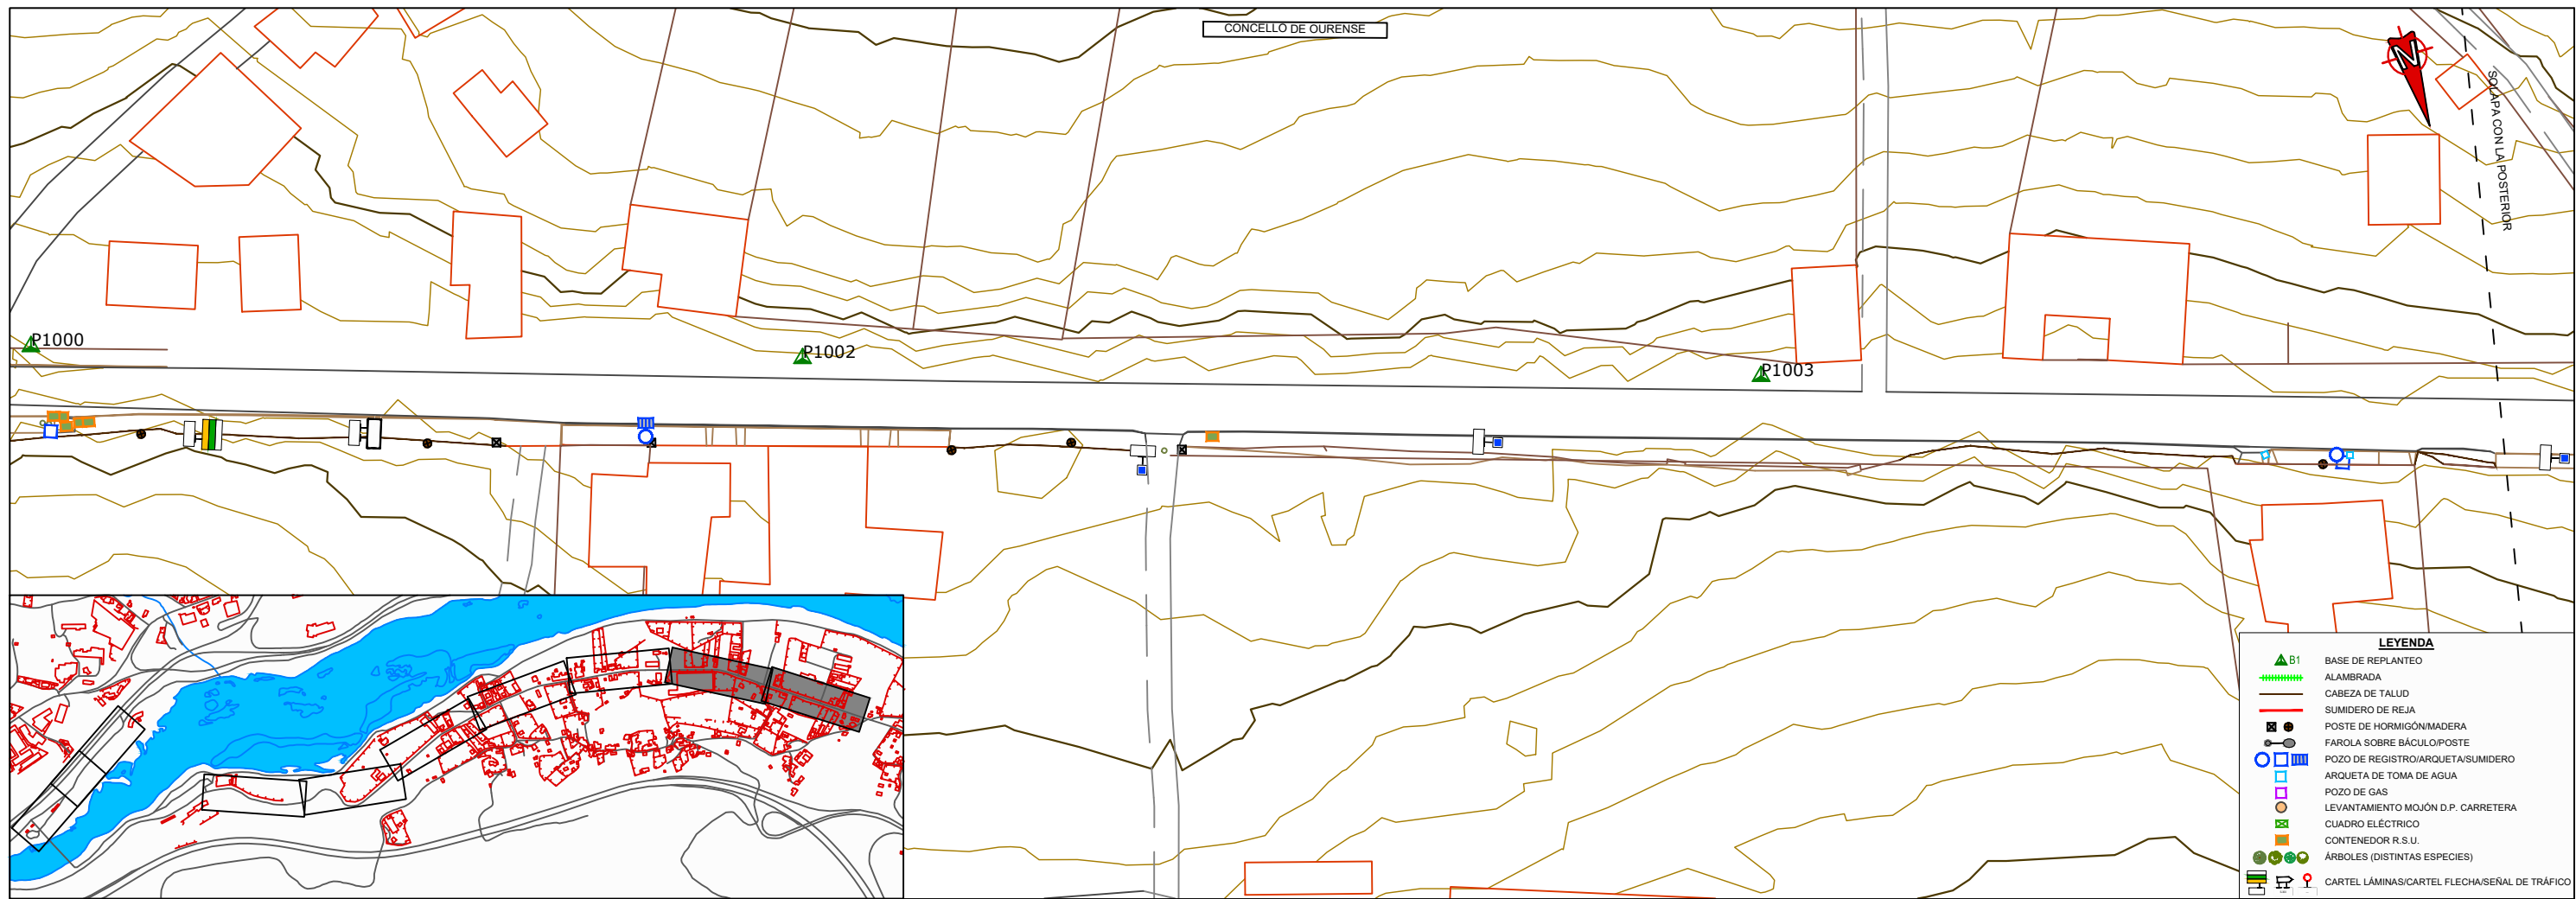 CONCELLO DE OURENSE
N
SOLAPA CON LA POSTERIOR
P1000
P1002
P1003
LEYENDA
B1 BASE DE REPLANTEO
ALAMBRADA
CABEZA DE TALUD
SUMIDERO DE REJA
POSTE DE HORMIGÓN/MADERA
FAROLA SOBRE BÁCULO/POSTE
POZO DE REGISTRO/ARQUETA/SUMIDERO
ARQUETA DE TOMA DE AGUA
POZO DE GAS
LEVANTAMIENTO MOJÓN D.P. CARRETERA
CUADRO ELÉCTRICO
CONTENEDOR R.S.U.
ÁRBOLES (DISTINTAS ESPECIES)
CARTEL LÁMINAS/CARTEL FLECHA/SEÑAL DE TRÁFICO